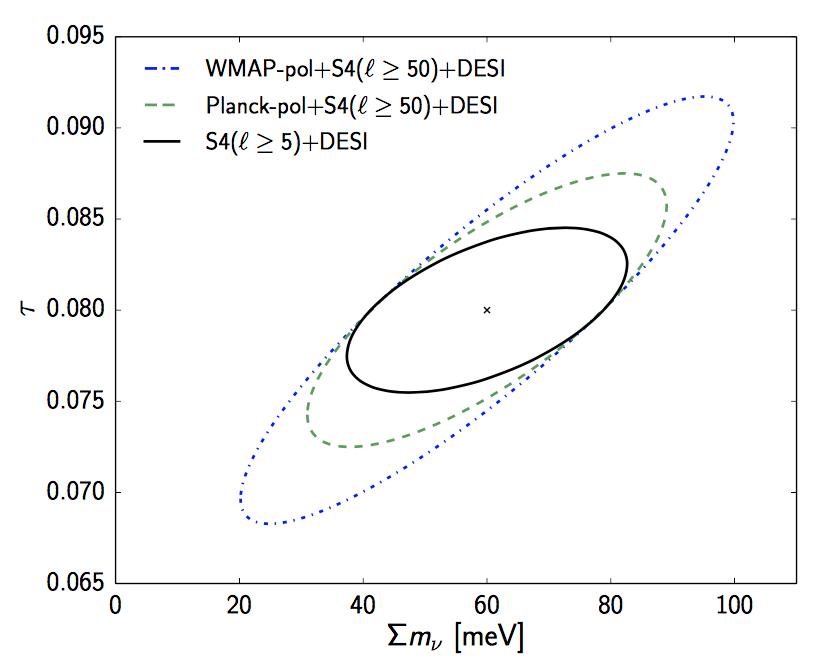 0.095
WMAP-pol+S4(ℓ ≥ 50)+DESI
Planck-pol+S4(ℓ ≥ 50)+DESI
S4(ℓ ≥ 5)+DESI
0.090
0.085
τ
0.080
0.075
0.070
0.065
0 20 40 60 80 100
Σmν [meV]